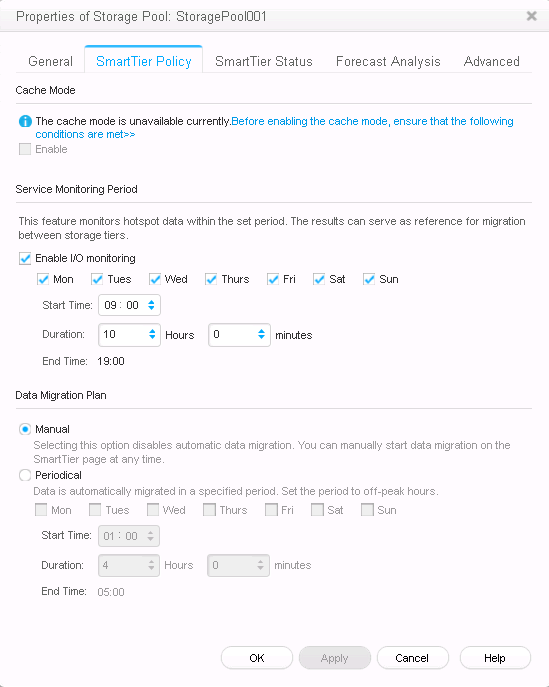 Properties of Storage Pool: StoragePool001
General SmartTier Policy SmartTier Status Forecast Analysis Advanced
Cache Mode
The cache mode is unavailable currently.Before enabling the cache mode, ensure that the following
conditions are met>>
Enable
Service Monitoring Period
This feature monitors hotspot data within the set period. The results can serve as reference for migration
between storage tiers.
Enable I/O monitoring
Mon Tues Wed Thurs Fri Sat Sun
Start Time: 09 : 00
Duration: 10 Hours 0 minutes
End Time: 19:00
Data Migration Plan
Manual
Selecting this option disables automatic data migration. You can manually start data migration on the
SmartTier page at any time.
Periodical
Data is automatically migrated in a specified period. Set the period to off-peak hours.
Mon Tues Wed Thurs Fri Sat Sun
Start Time: 01 : 00
Duration: 4 Hours 0 minutes
End Time: 05:00
OK Apply Cancel Help